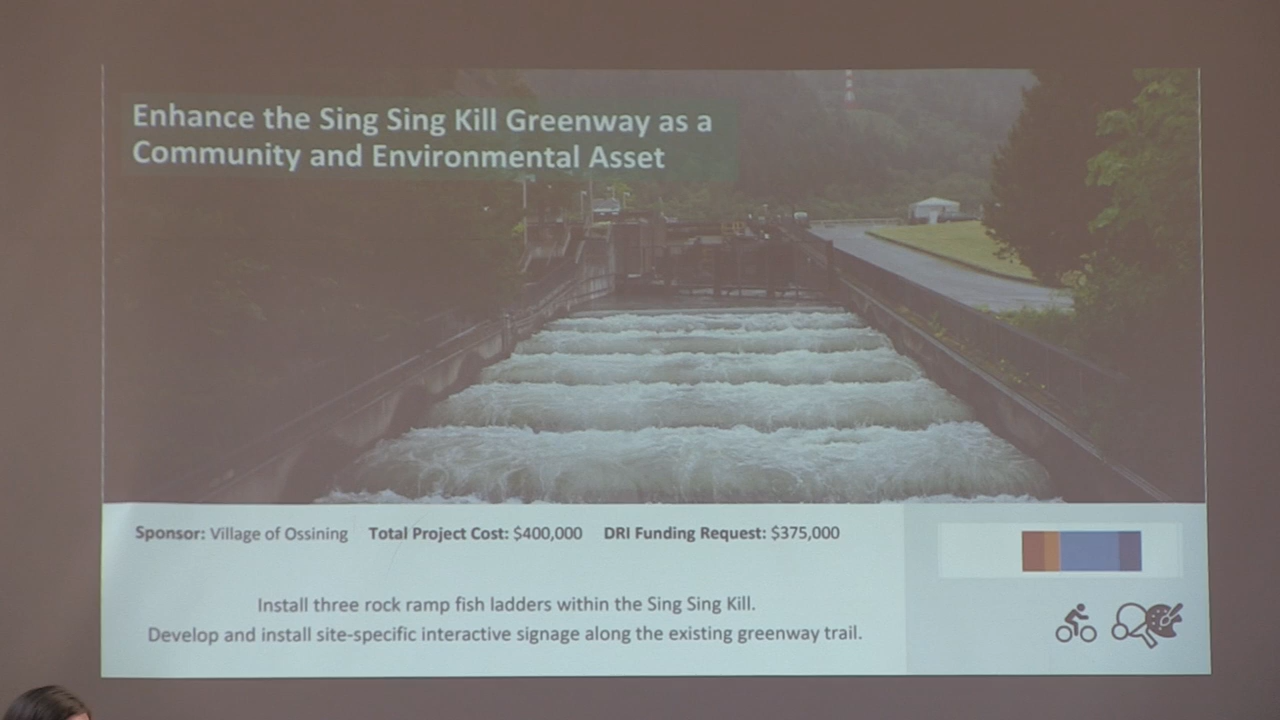 Enhance the Sing Sing Kill Greenway as a
Community and Environmental Asset
Sponsor: Village of Ossining Total Project Cost: $400,000 DRI Funding Request: $375,000
Install three rock ramp fish ladders within the Sing Sing Kill.
Develop and install site-specific interactive signage along the existing greenway trail.